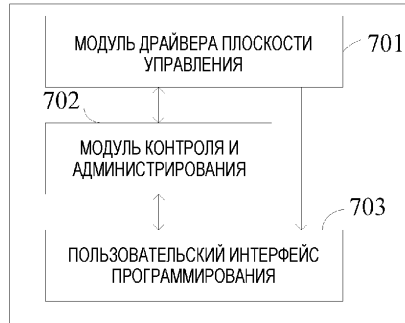 МОДУЛЬ ДРАЙВЕРА ПЛОСКОСТИ
УПРАВЛЕНИЯ
701
702
МОДУЛЬ КОНТРОЛЯ И
АДМИНИСТРИРОВАНИЯ
703
ПОЛЬЗОВАТЕЛЬСКИЙ ИНТЕРФЕЙС
ПРОГРАММИРОВАНИЯ